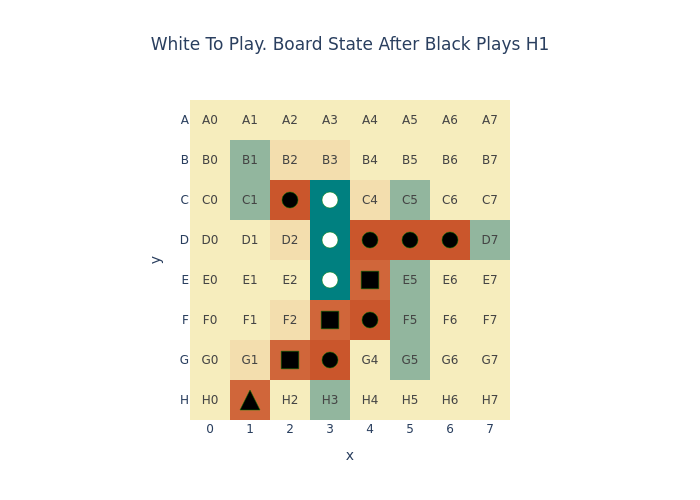 White To Play. Board State After Black Plays H1
A A0 A1 A2 A3 A4 A5 A6 A7
B B0 B1 B2 B3 B4 B5 B6 B7
C C0 C1 C4 C5 C6 C7
D D0 D1 D2 D7
y
E E0 E1 E2 E5 E6 E7
F F0 F1 F2 F5 F6 F7
G G0 G1 G4 G5 G6 G7
H H0 H2 H3 H4 H5 H6 H7
0 1 2 3 4 5 6 7
x